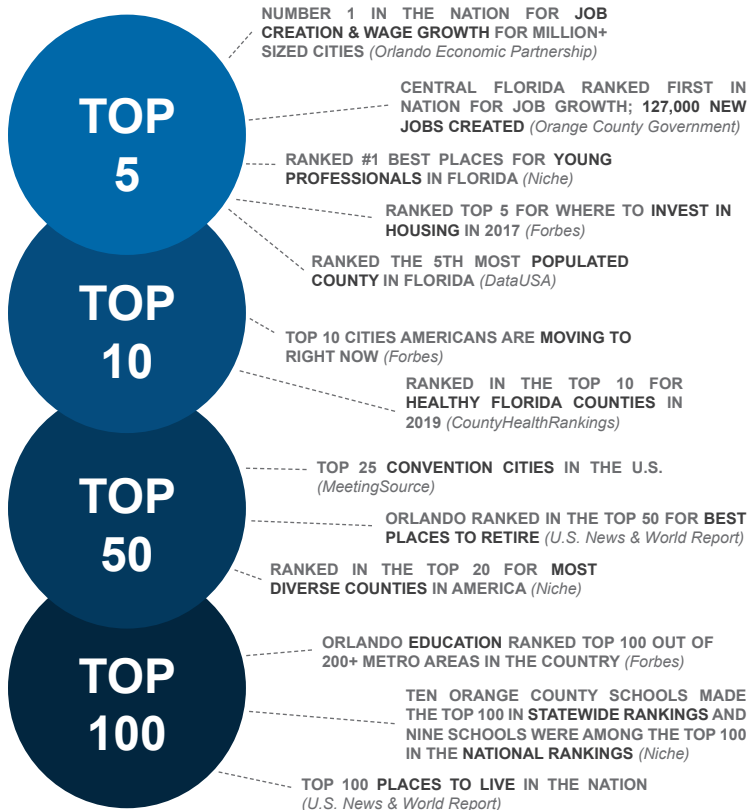 NUMBER 1 IN THE NATION FOR JOB
CREATION & WAGE GROWTH FOR MILLION+
SIZED CITIES (Orlando Economic Partnership)
TOP
5
CENTRAL FLORIDA RANKED FIRST IN
NATION FOR JOB GROWTH; 127,000 NEW
JOBS CREATED (Orange County Government)
RANKED #1 BEST PLACES FOR YOUNG
PROFESSIONALS IN FLORIDA (Niche)
RANKED TOP 5 FOR WHERE TO INVEST IN
HOUSING IN 2017 (Forbes)
RANKED THE 5TH MOST POPULATED
COUNTY IN FLORIDA (DataUSA)
TOP
10
TOP 10 CITIES AMERICANS ARE MOVING TO
RIGHT NOW (Forbes)
RANKED IN THE TOP 10 FOR
HEALTHY FLORIDA COUNTIES IN
2019 (CountyHealthRankings)
TOP
50
TOP 25 CONVENTION CITIES IN THE U.S.
(MeetingSource)
ORLANDO RANKED IN THE TOP 50 FOR BEST
PLACES TO RETIRE (U.S. News & World Report)
RANKED IN THE TOP 20 FOR MOST
DIVERSE COUNTIES IN AMERICA (Niche)
TOP
100
ORLANDO EDUCATION RANKED TOP 100 OUT OF
200+ METRO AREAS IN THE COUNTRY (Forbes)
TEN ORANGE COUNTY SCHOOLS MADE
THE TOP 100 IN STATEWIDE RANKINGS AND
NINE SCHOOLS WERE AMONG THE TOP 100
IN THE NATIONAL RANKINGS (Niche)
TOP 100 PLACES TO LIVE IN THE NATION
(U.S. News & World Report)